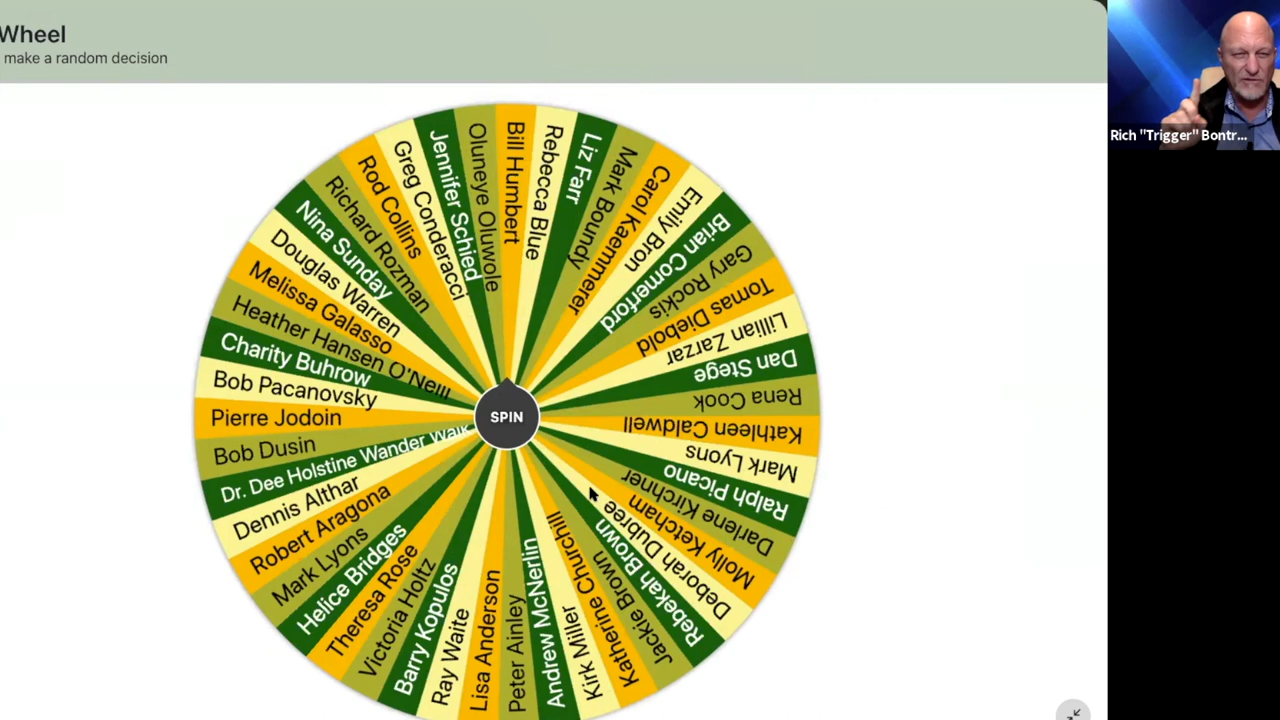 Wheel
make a random decision
Rich "Trigger" Bontr...
Bill Humbert
Rebecca Blue
Liz Farr
Mark Boundy
Carol Kaemmerer
Emily Bron
Brian Comerford
Gary Rockis
Tomas Diebold
Lillian Zarzar
Dan Stege
Rena Cook
Kathleen Caldwell
Mark Lyons
Ralph Picano
Darlene Kirchner
Molly Ketcham
Deborah Dubree
Rebekah Brown
Jackie Brown
Katherine Churchill
Kirk Miller
Andrew McNerlin
Peter Ainley
Lisa Anderson
Ray Waite
Barry Kopulos
Victoria Holtz
Theresa Rose
Helice Bridges
Mark Lyons
Robert Aragona
Dennis Althar
Dr. Dee Holstine Wander Walk
Bob Dusin
Pierre Jodoin
Bob Pacanovsky
Charity Buhrow
Heather Hansen O'Neill
Melissa Galasso
Douglas Warren
Nina Sunday
Richard Rozman
Rod Collins
Greg Conderacci
Jennifer Schied
Oluneye Oluwole
SPIN